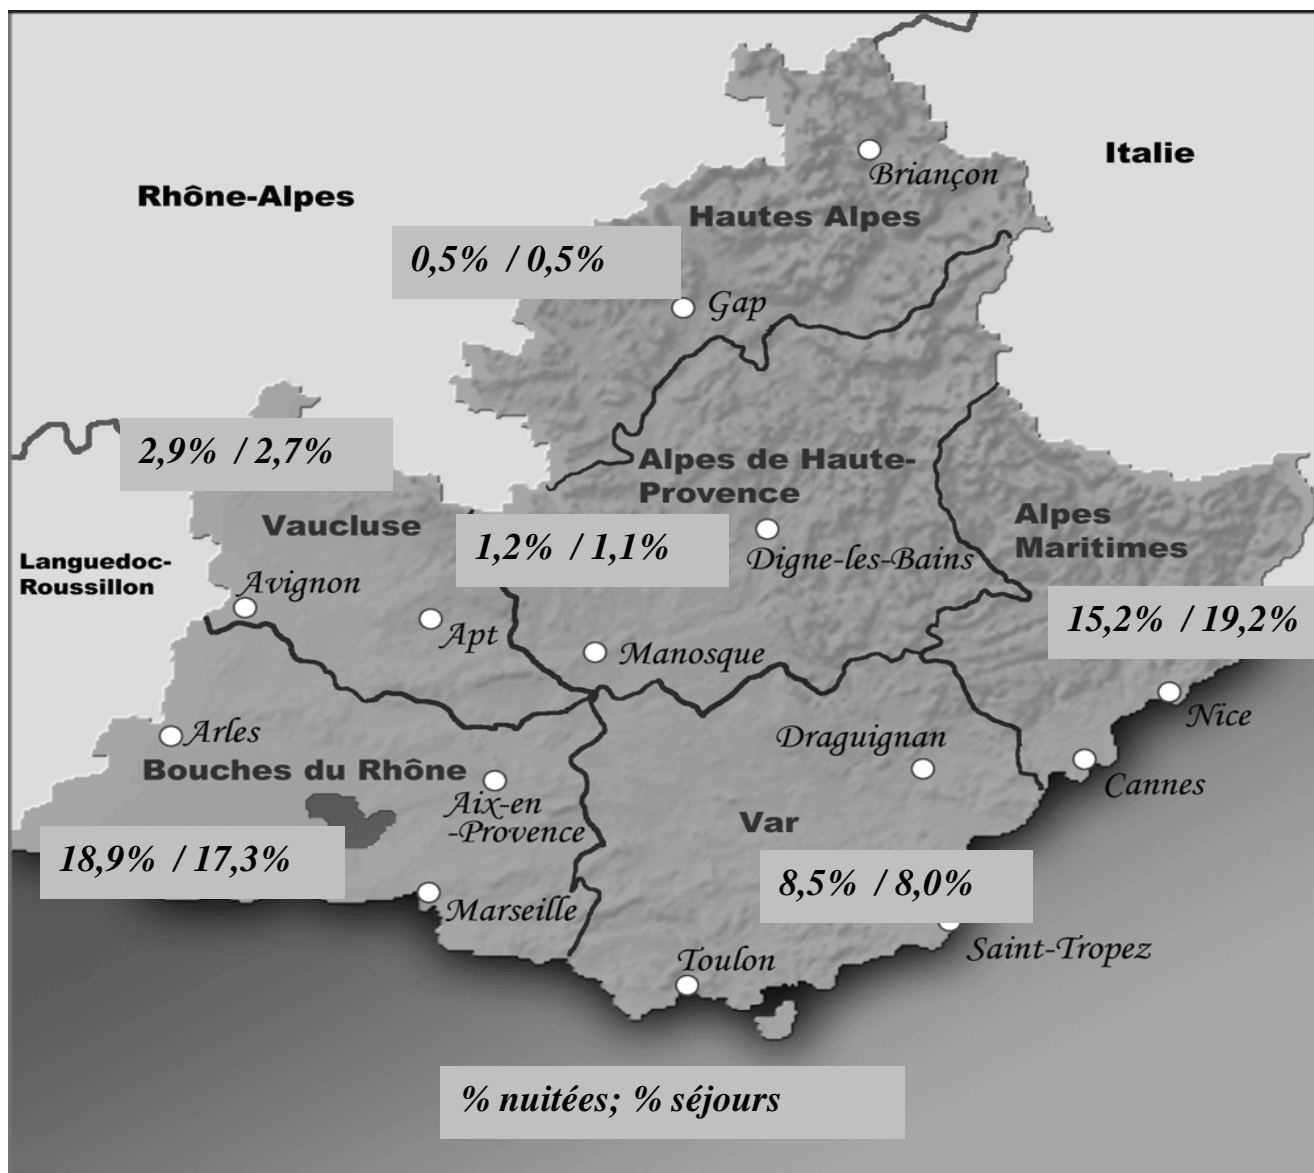 Italie
Briançon
Rhône-Alpes
Hautes Alpes
0,5% / 0,5%
Gap
2,9% / 2,7%
Alpes de Haute-
Provence
Vaucluse
Alpes
Maritimes
1,2% / 1,1%
Digne-les-Bains
Languedoc-
Roussillon
Avignon
15,2% / 19,2%
Apt
Manosque
Nice
Arles
Draguignan
Bouches du Rhône
Cannes
Aix-en
-Provence
Var
18,9% / 17,3%
8,5% / 8,0%
Marseille
Saint-Tropez
Toulon
% nuitées; % séjours